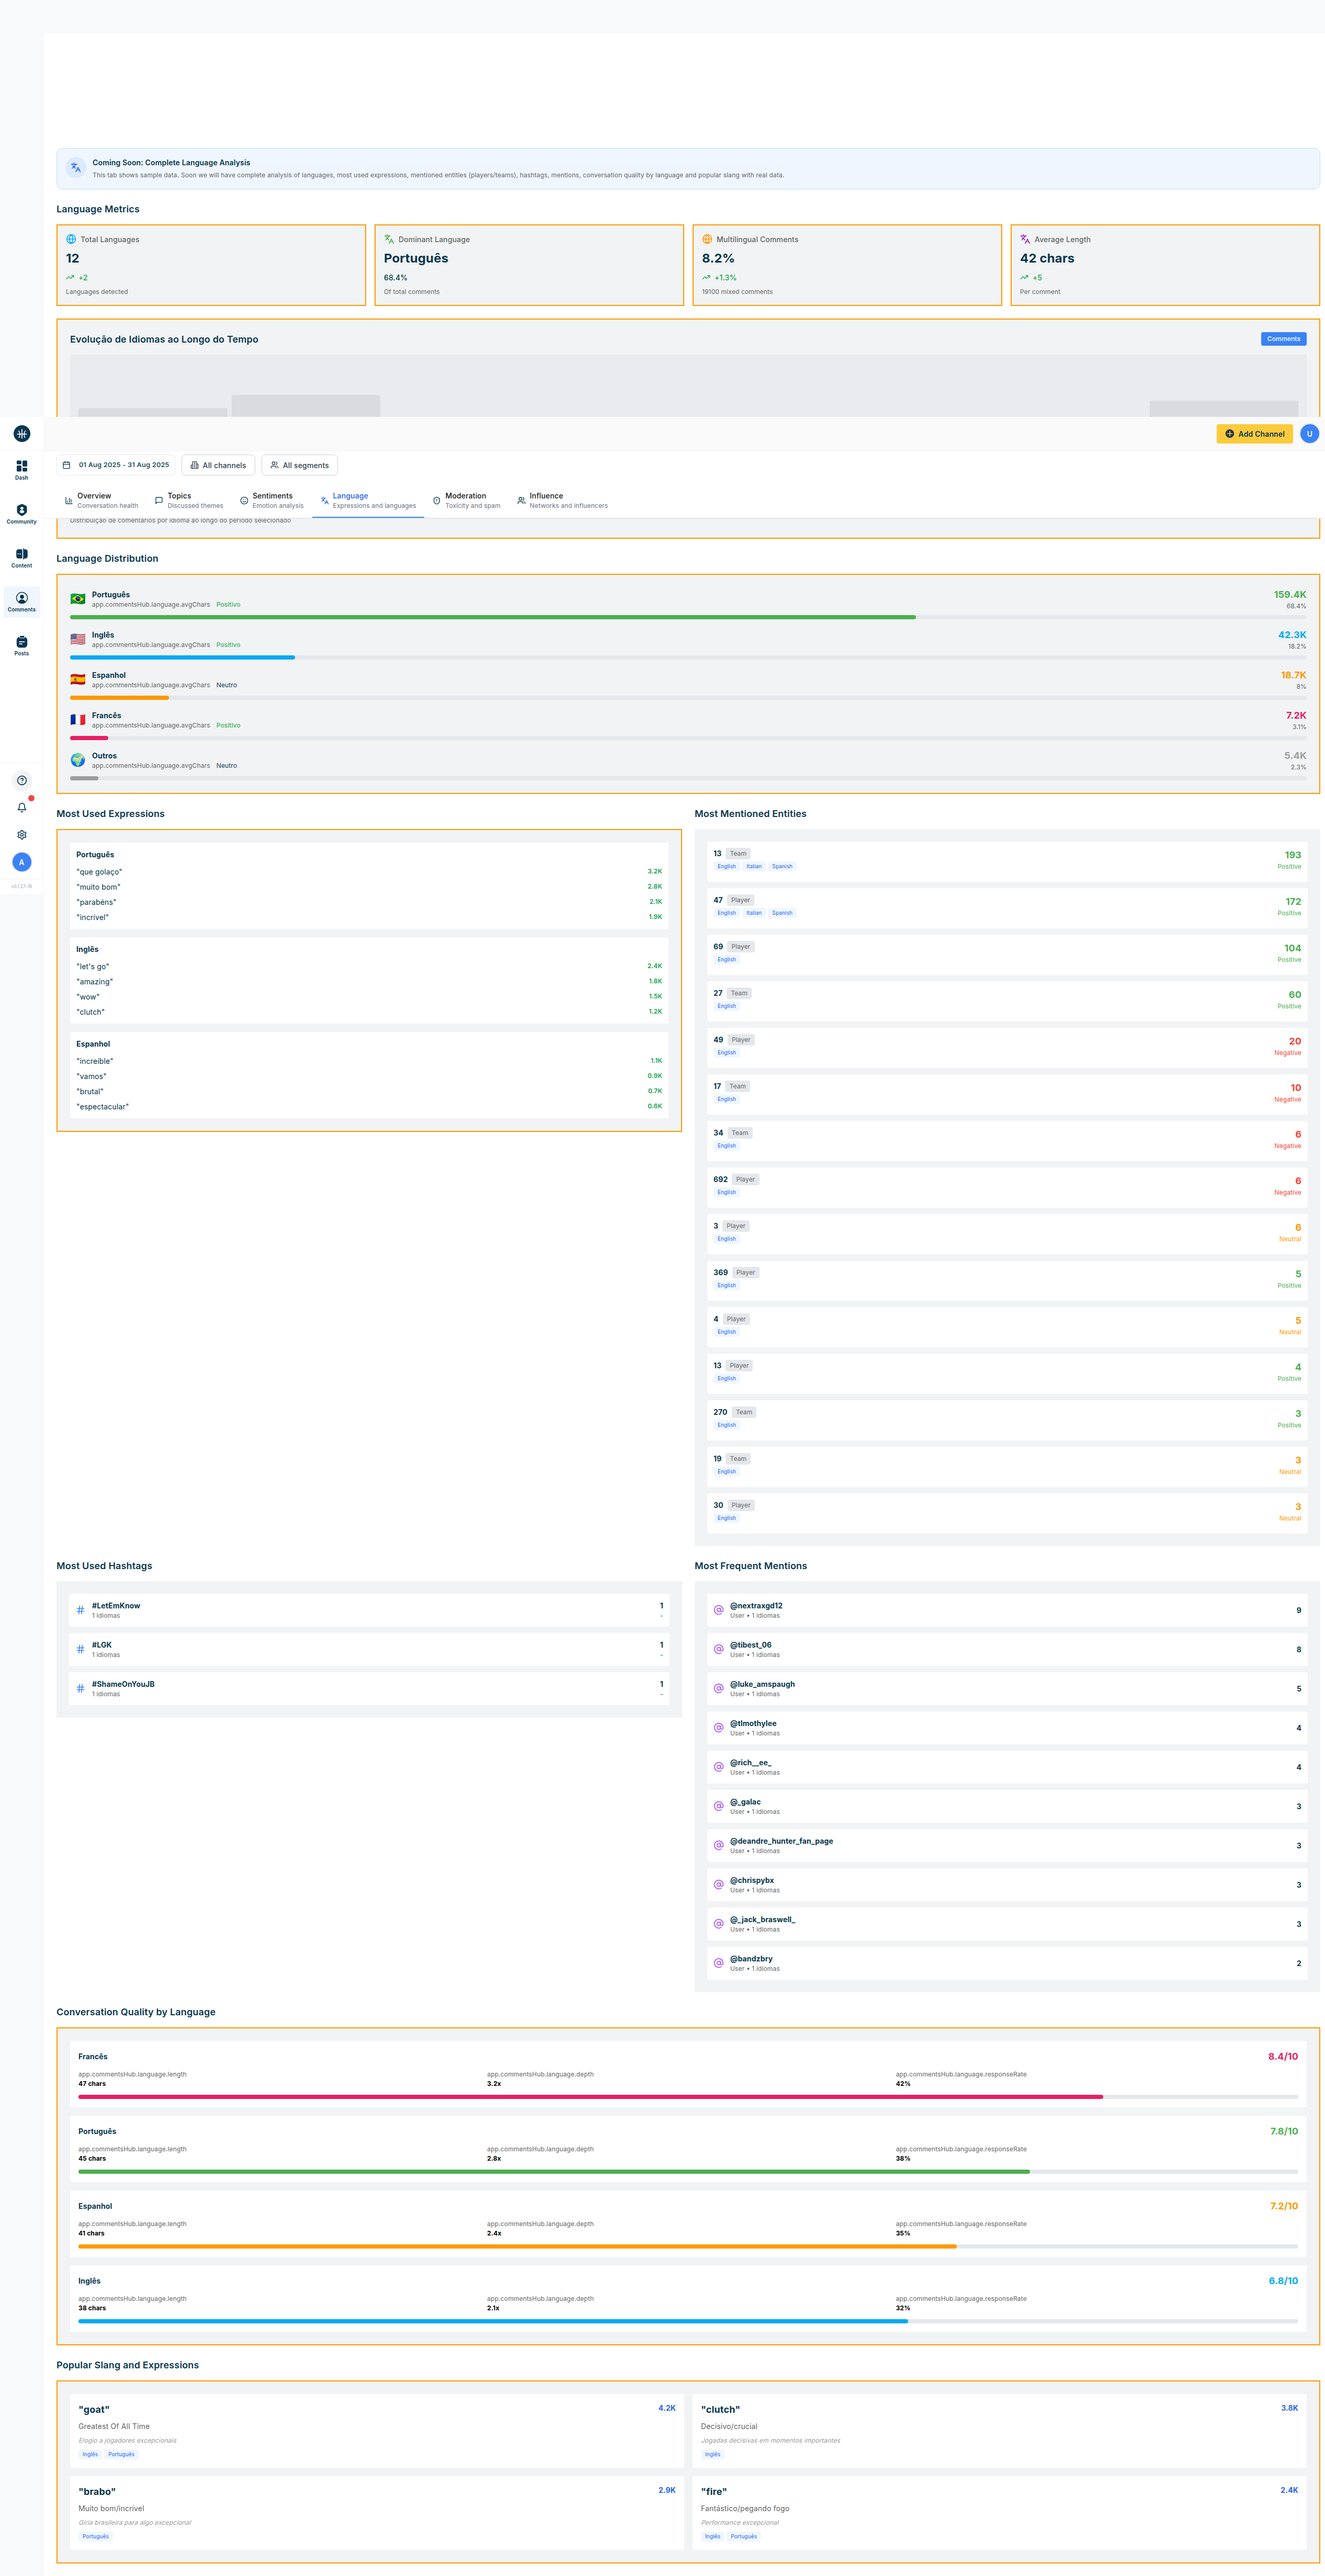 Coming Soon: Complete Language Analysis
This tab shows sample data. Soon we will have complete analysis of languages, most used expressions, mentioned entities (players/teams), hashtags, mentions, conversation quality by language and popular slang with real data.
Language Metrics
Total Languages
12
+2
Languages detected
Dominant Language
Português
68.4%
Of total comments
Multilingual Comments
8.2%
+1.3%
19100 mixed comments
Average Length
42 chars
+5
Per comment
Evolução de Idiomas ao Longo do Tempo
Comments
Add Channel
U
01 Aug 2025 - 31 Aug 2025
All channels
All segments
Overview
Conversation health
Topics
Discussed themes
Sentiments
Emotion analysis
Language
Expressions and languages
Moderation
Toxicity and spam
Influence
Networks and influencers
Dash
Community
Content
Comments
Posts
A
Distribuição de comentários por idioma ao longo do período selecionado
Language Distribution
Português
app.commentsHub.language.avgChars Positivo
159.4K
68.4%
Inglês
app.commentsHub.language.avgChars Positivo
42.3K
18.2%
Espanhol
app.commentsHub.language.avgChars Neutro
18.7K
8%
Francês
app.commentsHub.language.avgChars Positivo
7.2K
3.1%
Outros
app.commentsHub.language.avgChars Neutro
5.4K
2.3%
Most Used Expressions
Português
"que golaço" 3.2K
"muito bom" 2.8K
"parabéns" 2.1K
"incrível" 1.9K
Inglês
"let's go" 2.4K
"amazing" 1.8K
"wow" 1.5K
"clutch" 1.2K
Espanhol
"increíble" 1.1K
"vamos" 0.9K
"brutal" 0.7K
"espectacular" 0.6K
Most Mentioned Entities
13 Team 193
English Italian Spanish Positive
47 Player 172
English Italian Spanish Positive
69 Player 104
English Positive
27 Team 60
English Positive
49 Player 20
English Negative
17 Team 10
English Negative
34 Team 6
English Negative
692 Player 6
English Negative
3 Player 6
English Neutral
369 Player 5
English Positive
4 Player 5
English Neutral
13 Player 4
English Positive
270 Team 3
English Positive
19 Team 3
English Neutral
30 Player 3
English Neutral
Most Used Hashtags
#LetEmKnow 1
1 idiomas -
#LGK 1
1 idiomas -
#ShameOnYouJB 1
1 idiomas -
Most Frequent Mentions
@nextraxgd12
User • 1 idiomas
9
@tibest_06
User • 1 idiomas
8
@luke_amspaugh
User • 1 idiomas
5
@tlmothylee
User • 1 idiomas
4
@rich__ee_
User • 1 idiomas
4
@_galac
User • 1 idiomas
3
@deandre_hunter_fan_page
User • 1 idiomas
3
@chrispybx
User • 1 idiomas
3
@_jack_braswell_
User • 1 idiomas
3
@bandzbry
User • 1 idiomas
2
Conversation Quality by Language
Francês 8.4/10
app.commentsHub.language.length app.commentsHub.language.depth app.commentsHub.language.responseRate
47 chars 3.2x 42%
Português 7.8/10
app.commentsHub.language.length app.commentsHub.language.depth app.commentsHub.language.responseRate
45 chars 2.8x 38%
Espanhol 7.2/10
app.commentsHub.language.length app.commentsHub.language.depth app.commentsHub.language.responseRate
41 chars 2.4x 35%
Inglês 6.8/10
app.commentsHub.language.length app.commentsHub.language.depth app.commentsHub.language.responseRate
38 chars 2.1x 32%
Popular Slang and Expressions
"goat" 4.2K
Greatest Of All Time
Elogio a jogadores excepcionais
Inglês Português
"clutch" 3.8K
Decisivo/crucial
Jogadas decisivas em momentos importantes
Inglês
"brabo" 2.9K
Muito bom/incrível
Gíria brasileira para algo excepcional
Português
"fire" 2.4K
Fantástico/pegando fogo
Performance excepcional
Inglês Português